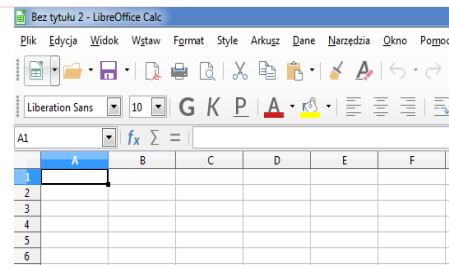 Bez tytułu 2 - LibreOffice Calc
Plik Edycja Widok Wstaw Format Style Arkusz Dane Narzędzia Okno
Liberation Sans 10 G K P A
A1 fx Σ =
A B C D E F
1
2
3
4
5
6